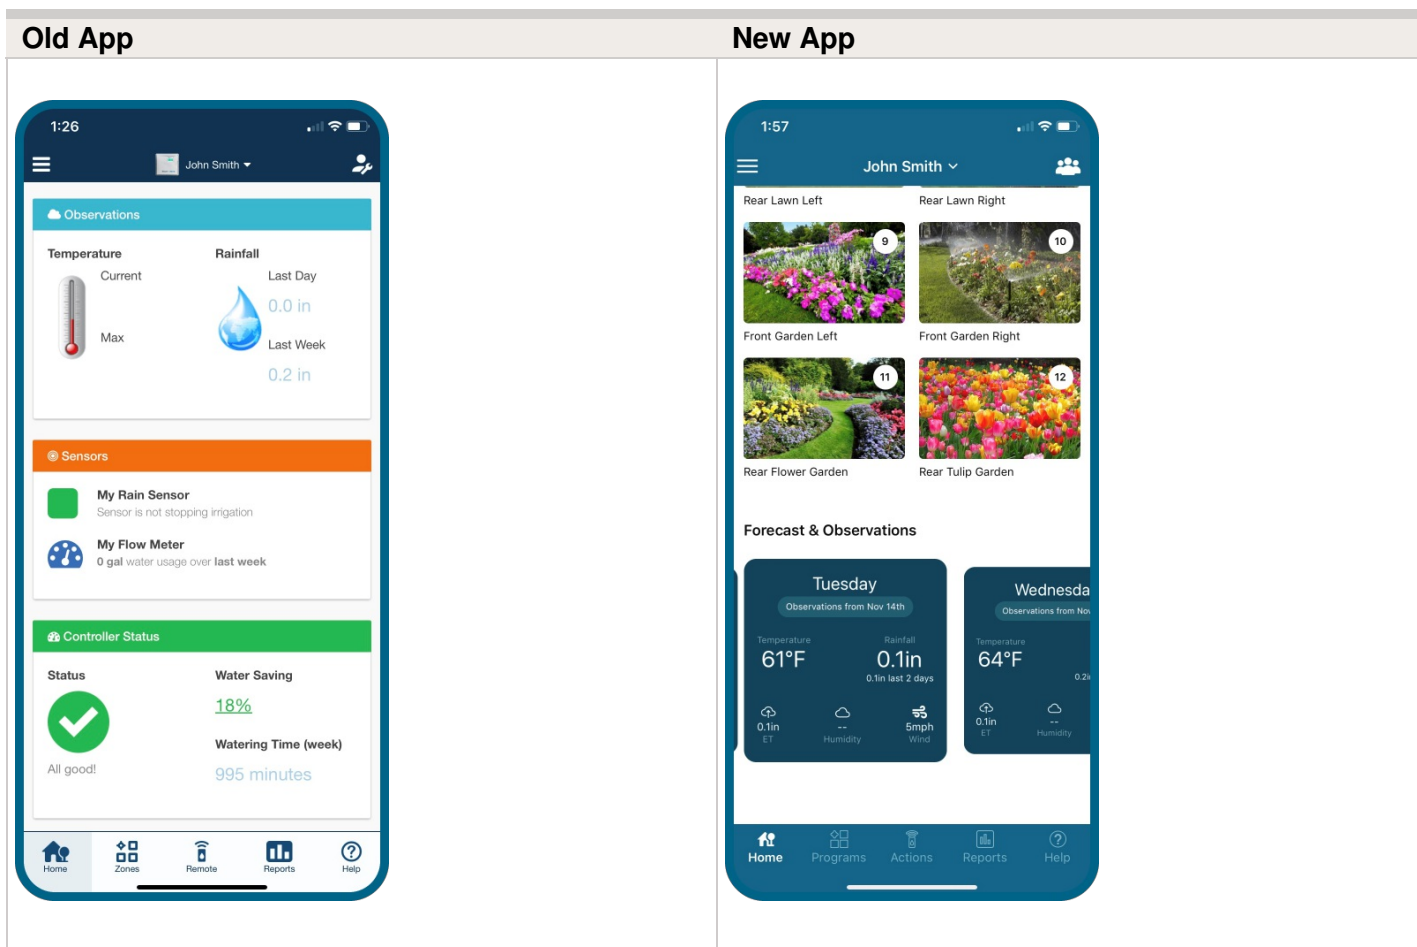 Old App
New App
1:26
John Smith
Observations
Temperature
Rainfall
Current
Last Day
0.0 in
Max
Last Week
0.2 in
Sensors
My Rain Sensor
Sensor is not stopping irrigation
My Flow Meter
0 gal water usage over last week
Controller Status
Status
Water Saving
18%
Watering Time (week)
All good!
995 minutes
Home
Zones
Remote
Reports
Help
1:57
John Smith
Rear Lawn Left
Rear Lawn Right
9
10
Front Garden Left
Front Garden Right
11
12
Rear Flower Garden
Rear Tulip Garden
Forecast & Observations
Tuesday
Observations from Nov 14th
Temperature
Rainfall
61°F
0.1in
0.1in last 2 days
0.1in
--
5mph
ET
Humidity
Wind
Wednesda
Observations from Nov
Temperature
64°F
0.2i
0.1in
--
ET
Humidity
Home
Programs
Actions
Reports
Help